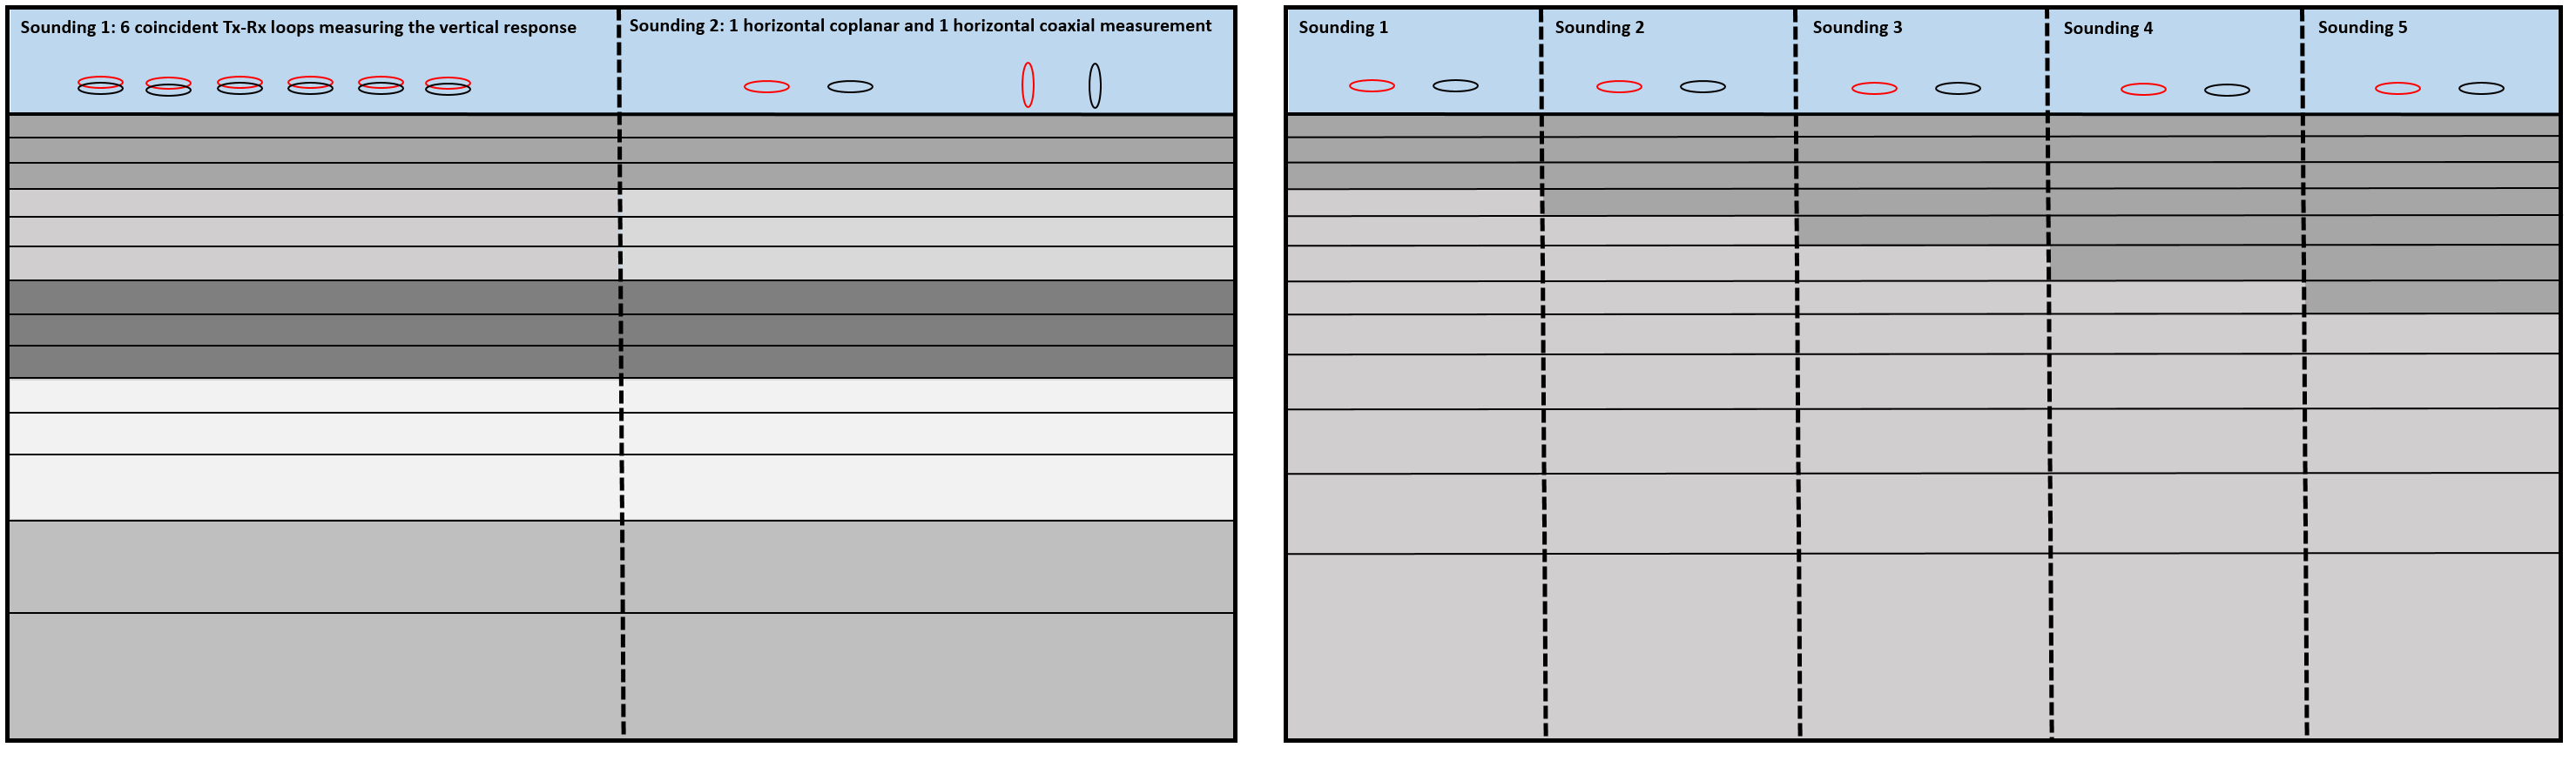 Sounding 1: 6 coincident Tx-Rx loops measuring the vertical response
Sounding 2: 1 horizontal coplanar and 1 horizontal coaxial measurement
Sounding 1
Sounding 2
Sounding 3
Sounding 4
Sounding 5